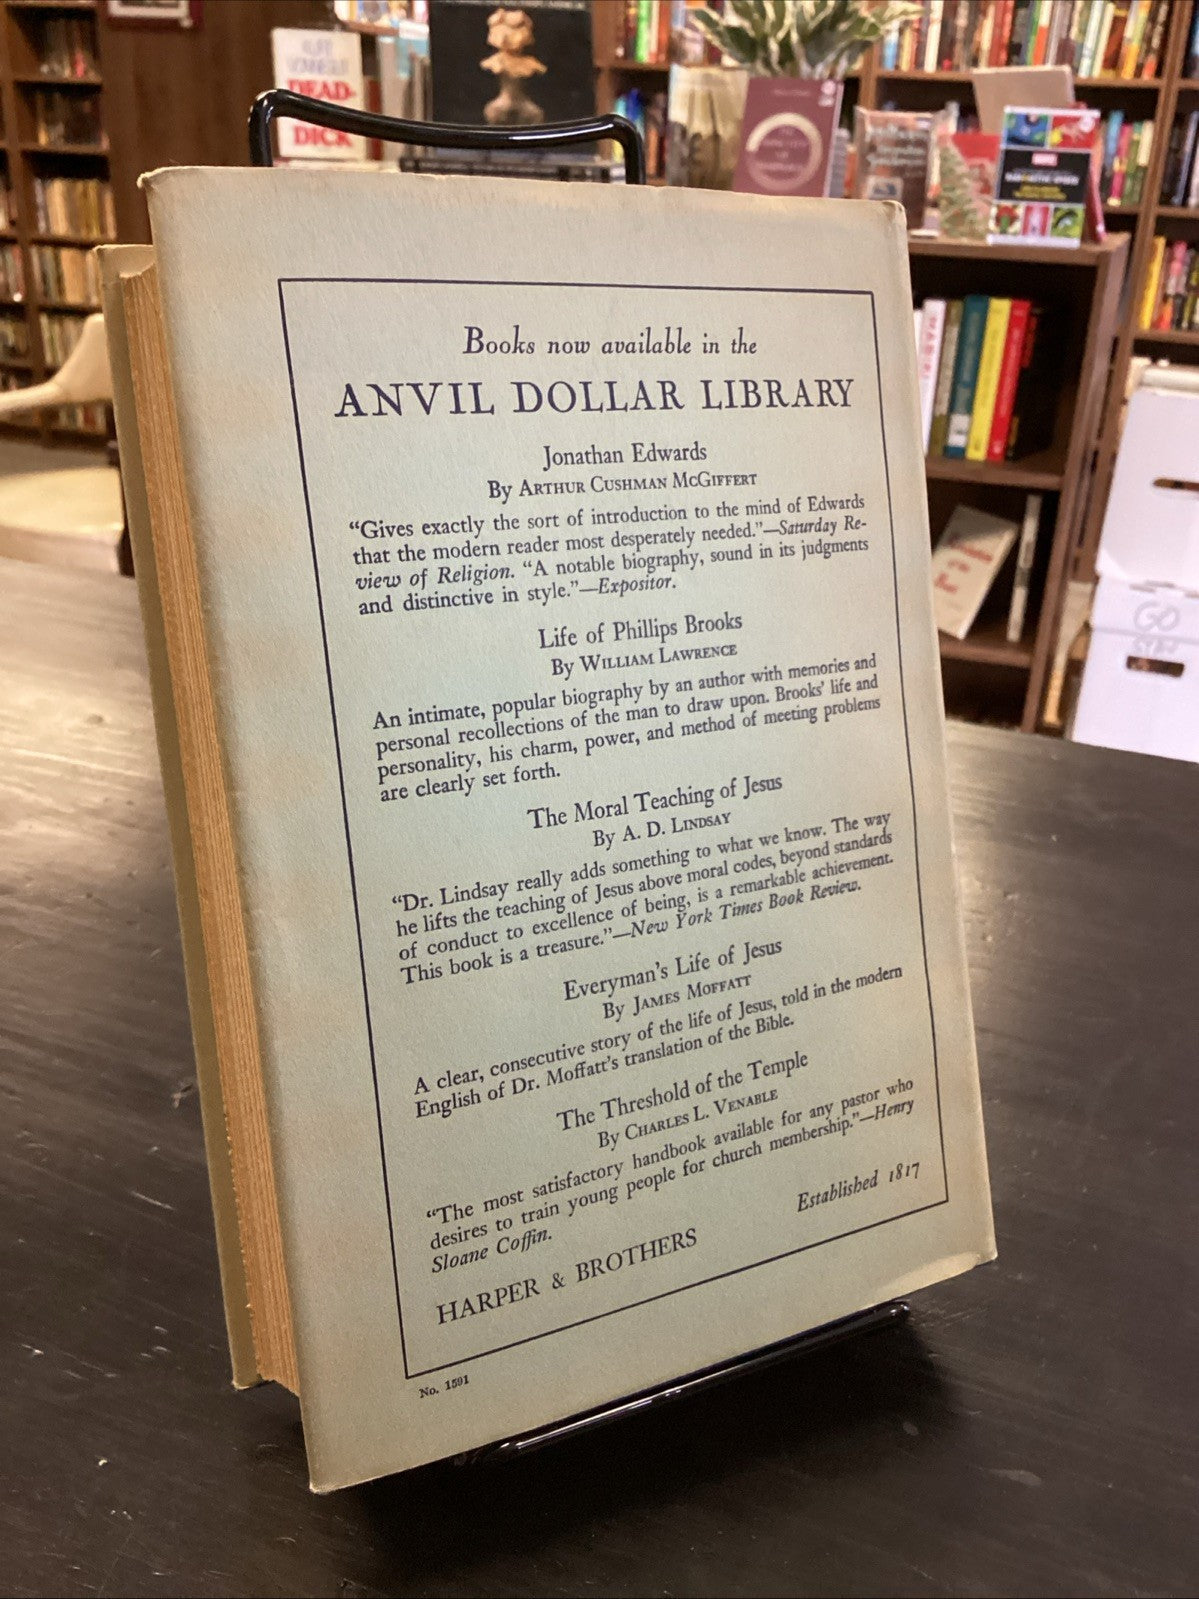 KURT
VONNEGUT
DEAD-
DICK
Books now available in the
ANVIL DOLLAR LIBRARY
Jonathan Edwards
By ARTHUR CUSHMAN McGIFFERT
“Gives exactly the sort of introduction to the mind of Edwards
that the modern reader most desperately needed.”—Saturday Re-
view of Religion. “A notable biography, sound in its judgments
and distinctive in style.”—Expositor.
Life of Phillips Brooks
By WILLIAM LAWRENCE
An intimate, popular biography by an author with memories and
personal recollections of the man to draw upon. Brooks’ life and
personality, his charm, power, and method of meeting problems
are clearly set forth.
The Moral Teaching of Jesus
By A. D. LINDSAY
“Dr. Lindsay really adds something to what we know. The way
he lifts the teaching of Jesus above moral codes, beyond standards
of conduct to excellence of being, is a remarkable achievement.
This book is a treasure.”—New York Times Book Review.
Everyman’s Life of Jesus
By JAMES MOFFATT
A clear, consecutive story of the life of Jesus, told in the modern
English of Dr. Moffatt’s translation of the Bible.
The Threshold of the Temple
By CHARLES L. VENABLE
“The most satisfactory handbook available for any pastor who
desires to train young people for church membership.”—Henry
Sloane Coffin.
HARPER & BROTHERS
Established 1817
No. 1591
MARVEL